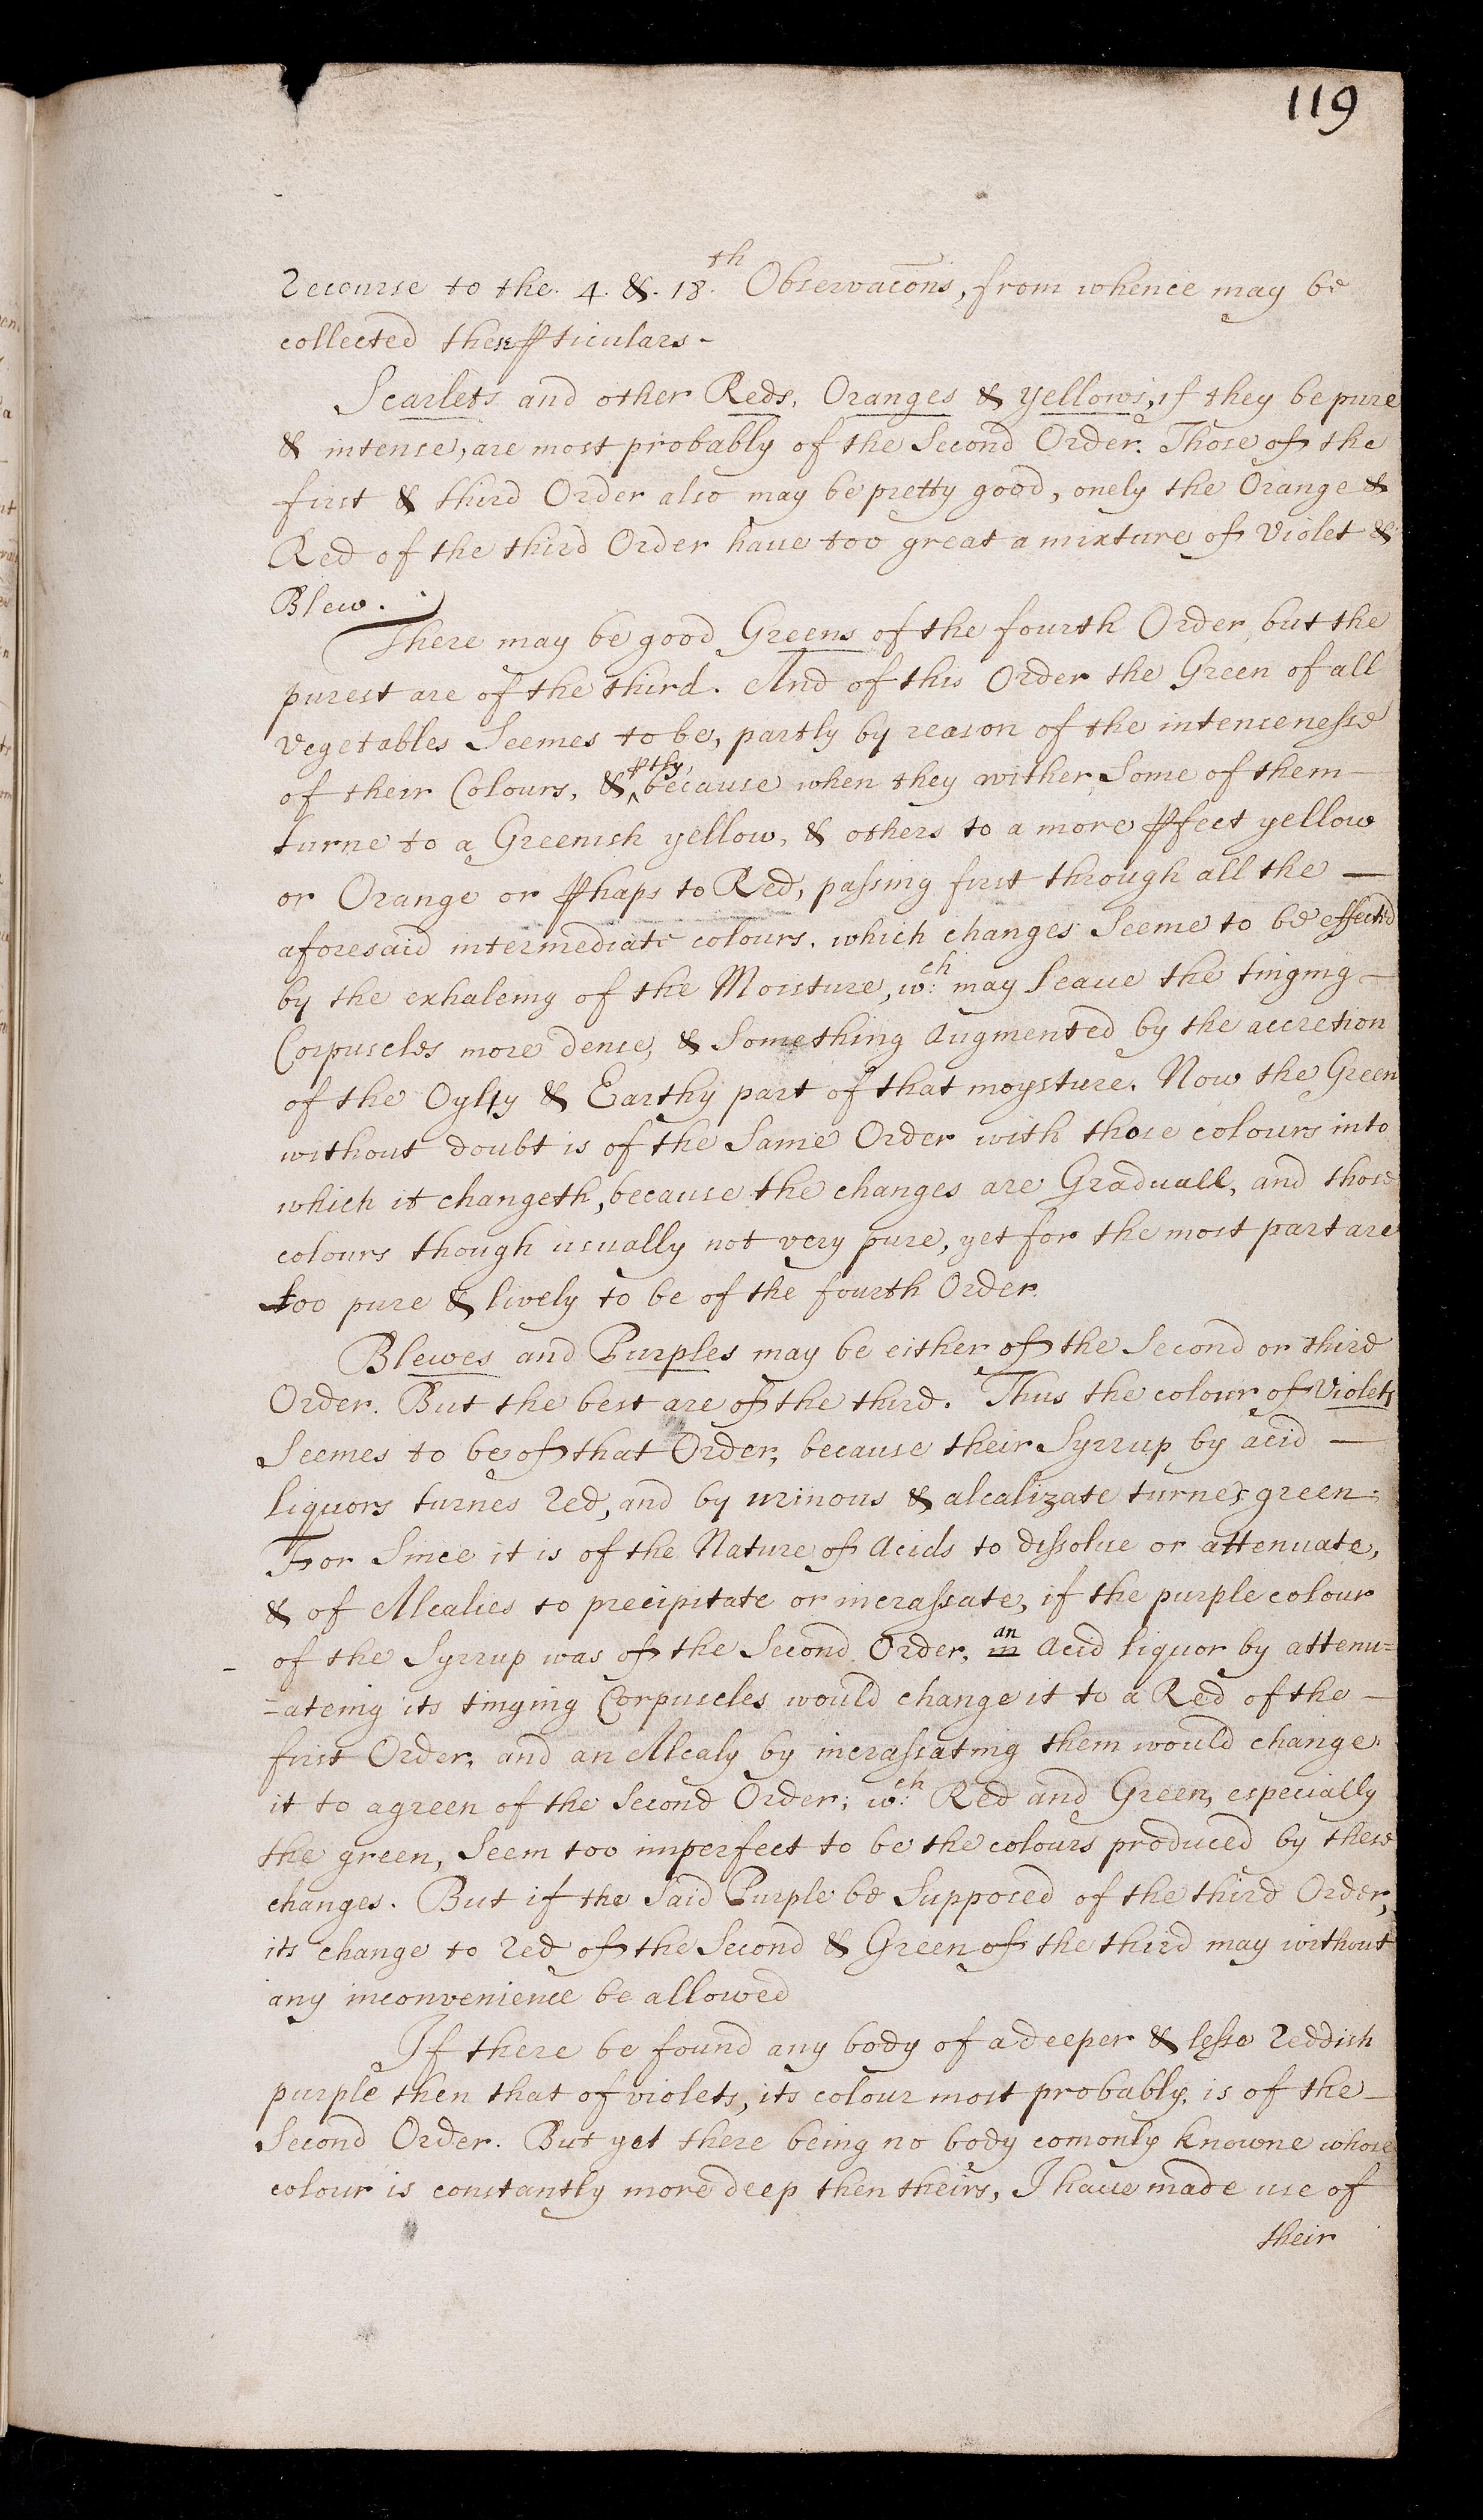 119
recourse to the. 4. &. 18.th Observacõns, from whence may be
collected these ꝑticulars -
Scarlets and other Reds, Oranges & yellows, if they be pure
& intense, are most probably of the Second Order. Those of the
first & third Order also may be pretty good, onely the Orange &
Red of the third Order haue too great a mixture of Violet &
Blew.
There may be good Greens of the fourth Order, but the
purest are of the third. And of this Order the Green of all
vegetables Seemes to be, partly by reason of the intencenesse
of their Colours, & ꝑtly because when they wither, Some of them
turne to a Greenish yellow, & others to a more ꝑfect yellow
or Orange or ꝑhaps to Red, passing first through all the —
aforesaid intermediate colours. which changes Seeme to be effected
by the exhaleing of the Moisture, w:ch may leaue the tinging —
Corpuscles more dense, & Something Augmented by the accretion
of the Oyly & Earthy part of that moysture. Now the Green
without doubt is of the Same Order with those colours into
which it changeth, because the changes are Graduall, and those
colours though usually not very pure, yet for the most part are
too pure & lively to be of the fourth Order.
Blewes and Purples may be either of the Second or third
Order. But the best are of the third. Thus the colour of Violets
Seemes to be of that Order, because their Syrrup by acid —
liquors turnes red, and by urinous & alcalizate turnes green.
For Since it is of the Nature of Acids to dissolue or attenuate,
& of Alcalies to precipitate or incrassate, if the purple colour
of the Syrrup was of the Second Order, in an Acid liquor by attenu=
=ateing its tinging Corpuscles would change it to a Red of the —
first Order, and an Alcaly by incrassating them would change
it to a green of the Second Order; w:ch Red and Green, especially
the green, Seem too imperfect to be the colours produced by these
changes. But if the Said Purple be Supposed of the third Order,
its change to red of the Second & Green of the third may without
any inconvenience be allowed
If there be found any body of a deeper & lesse reddish
purple then that of violets, its colour most probably is of the —
Second Order. But yet there being no body comonly knowne whose
colour is constantly more deep then theirs, I haue made use of
their